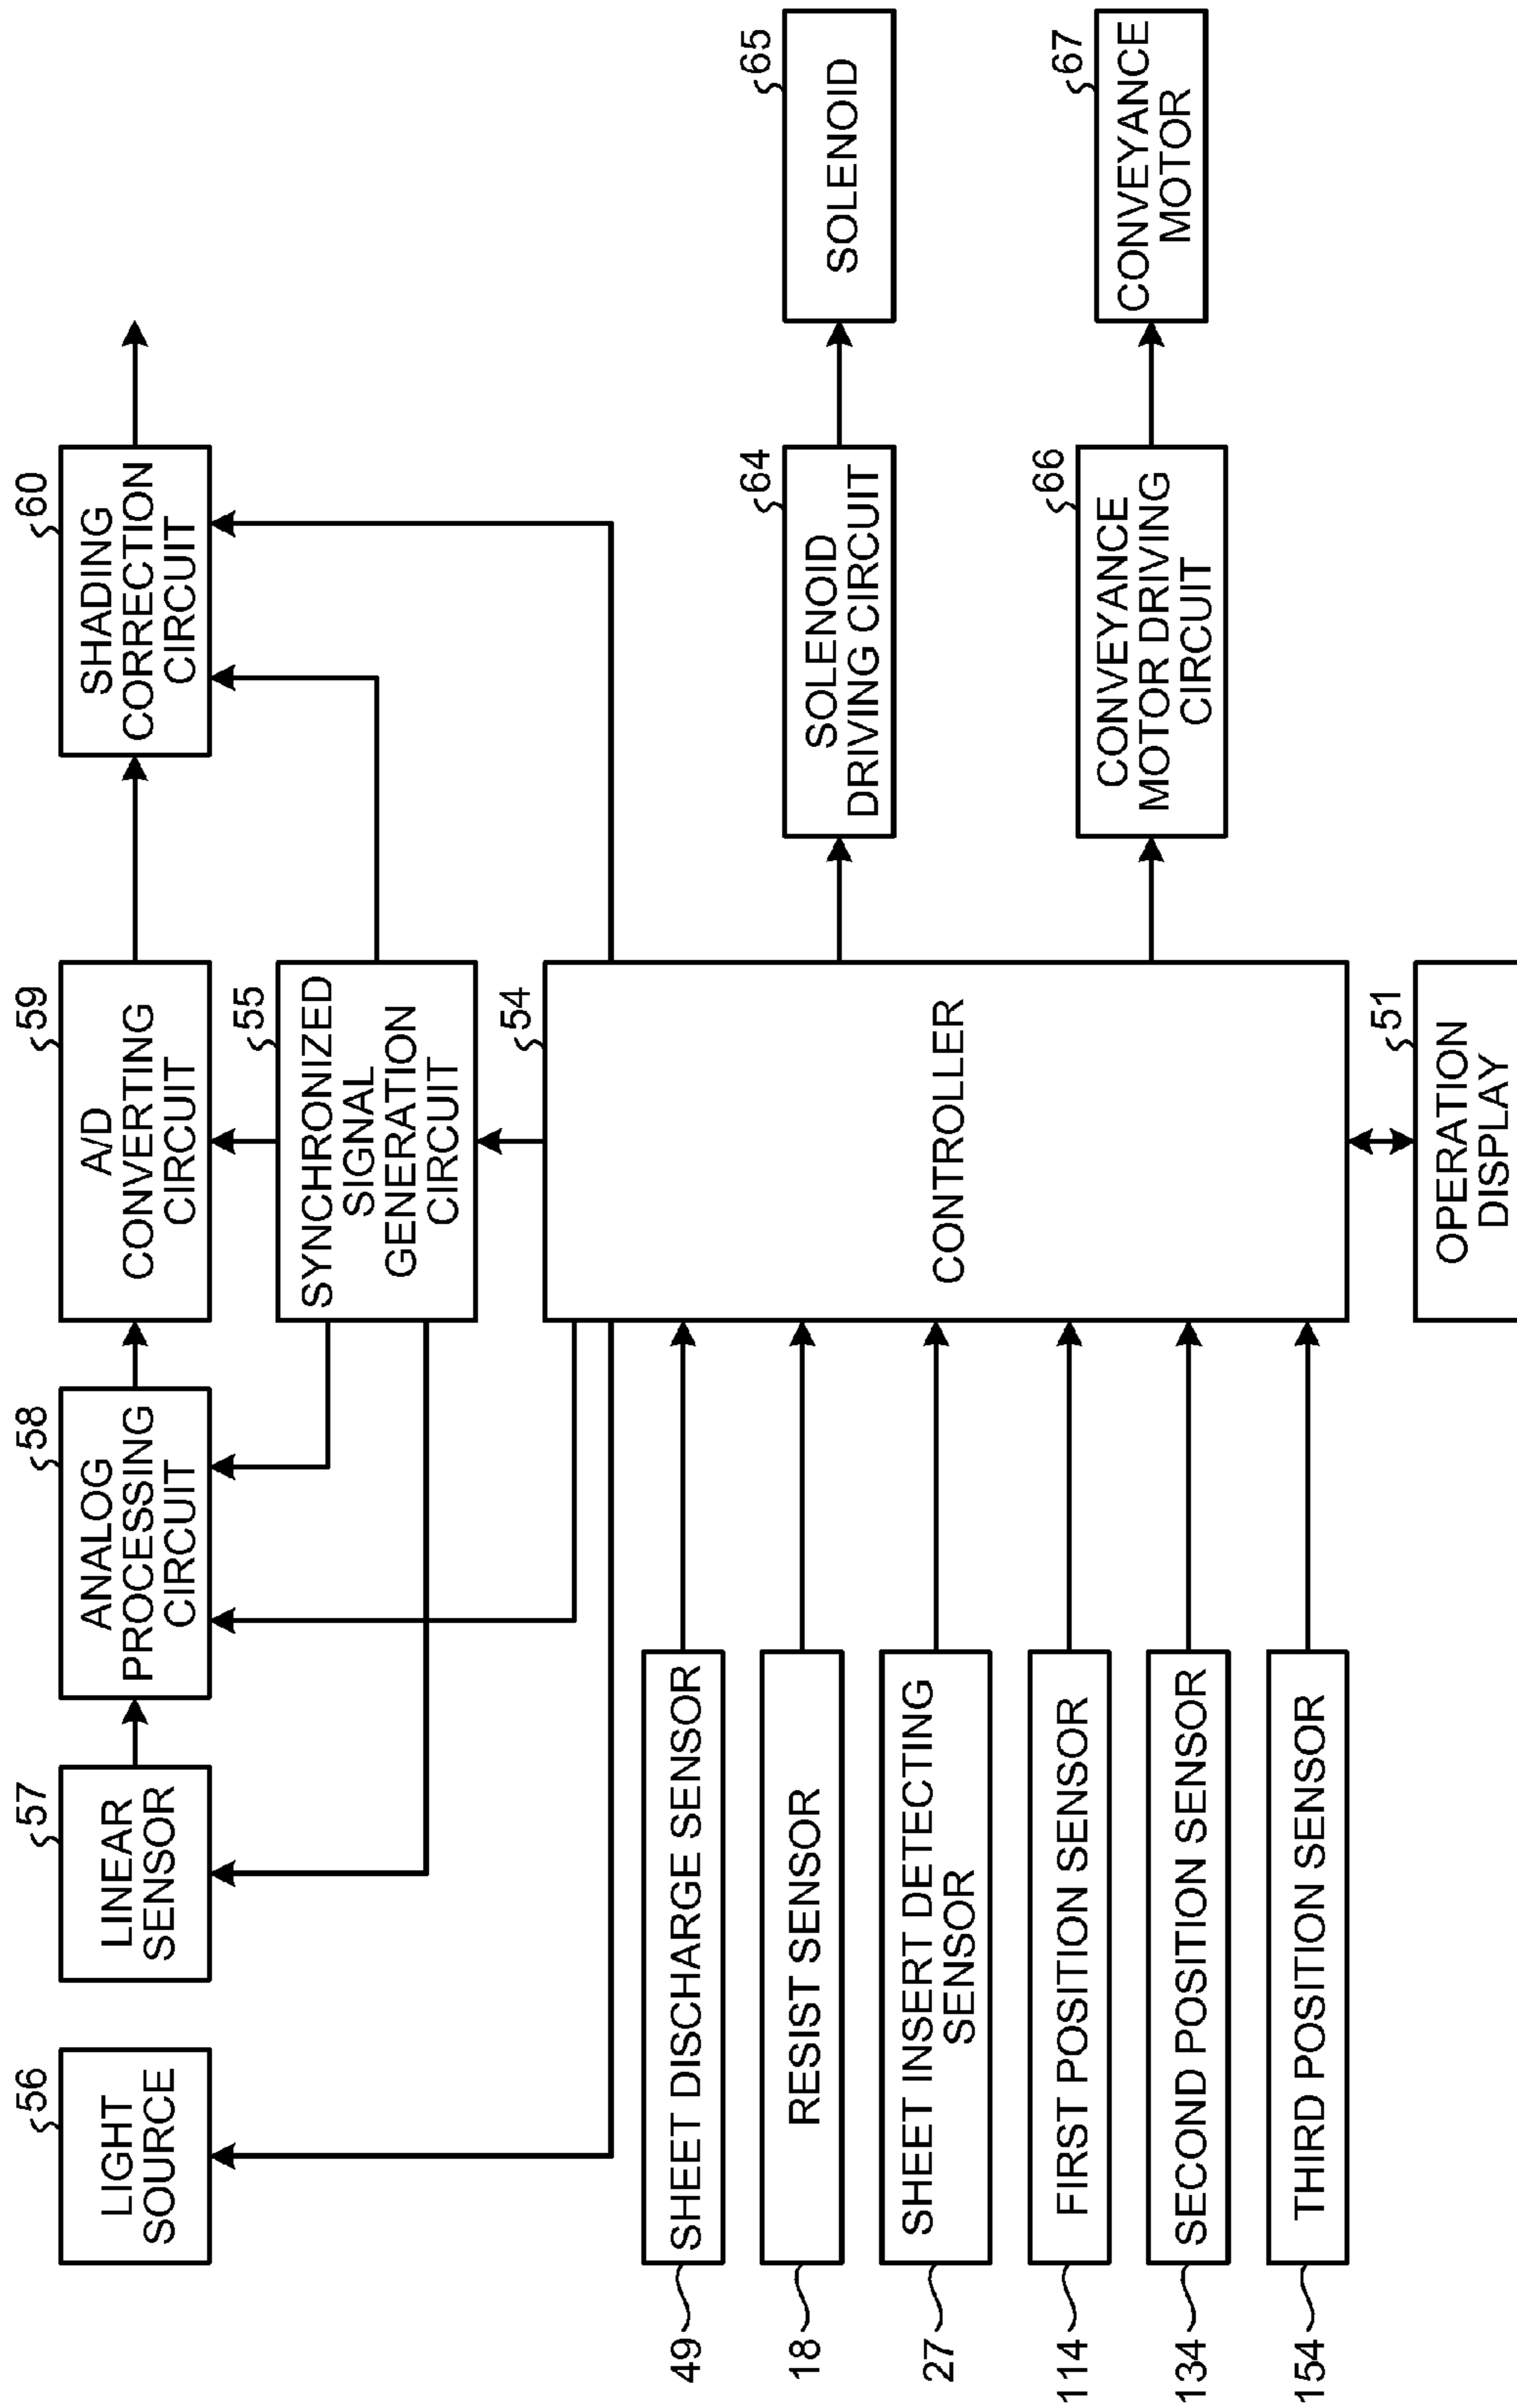 56
LIGHT
SOURCE
57
LINEAR
SENSOR
58
ANALOG
PROCESSING
CIRCUIT
59
A/D
CONVERTING
CIRCUIT
60
SHADING
CORRECTION
CIRCUIT
55
SYNCHRONIZED
SIGNAL
GENERATION
CIRCUIT
54
CONTROLLER
49
SHEET DISCHARGE SENSOR
18
RESIST SENSOR
27
SHEET INSERT DETECTING
SENSOR
114
FIRST POSITION SENSOR
134
SECOND POSITION SENSOR
154
THIRD POSITION SENSOR
64
SOLENOID
DRIVING CIRCUIT
65
SOLENOID
66
CONVEYANCE
MOTOR DRIVING
CIRCUIT
67
CONVEYANCE
MOTOR
51
OPERATION
DISPLAY